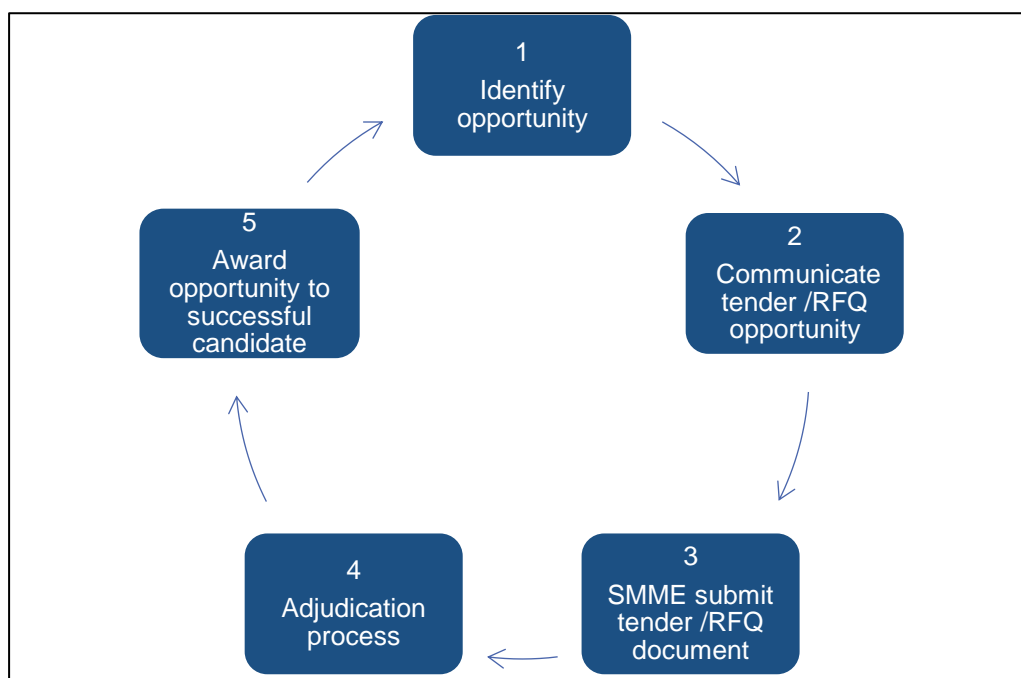 1
Identify
opportunity
2
Communicate
tender /RFQ
opportunity
3
SMME submit
tender /RFQ
document
4
Adjudication
process
5
Award
opportunity to
successful
candidate